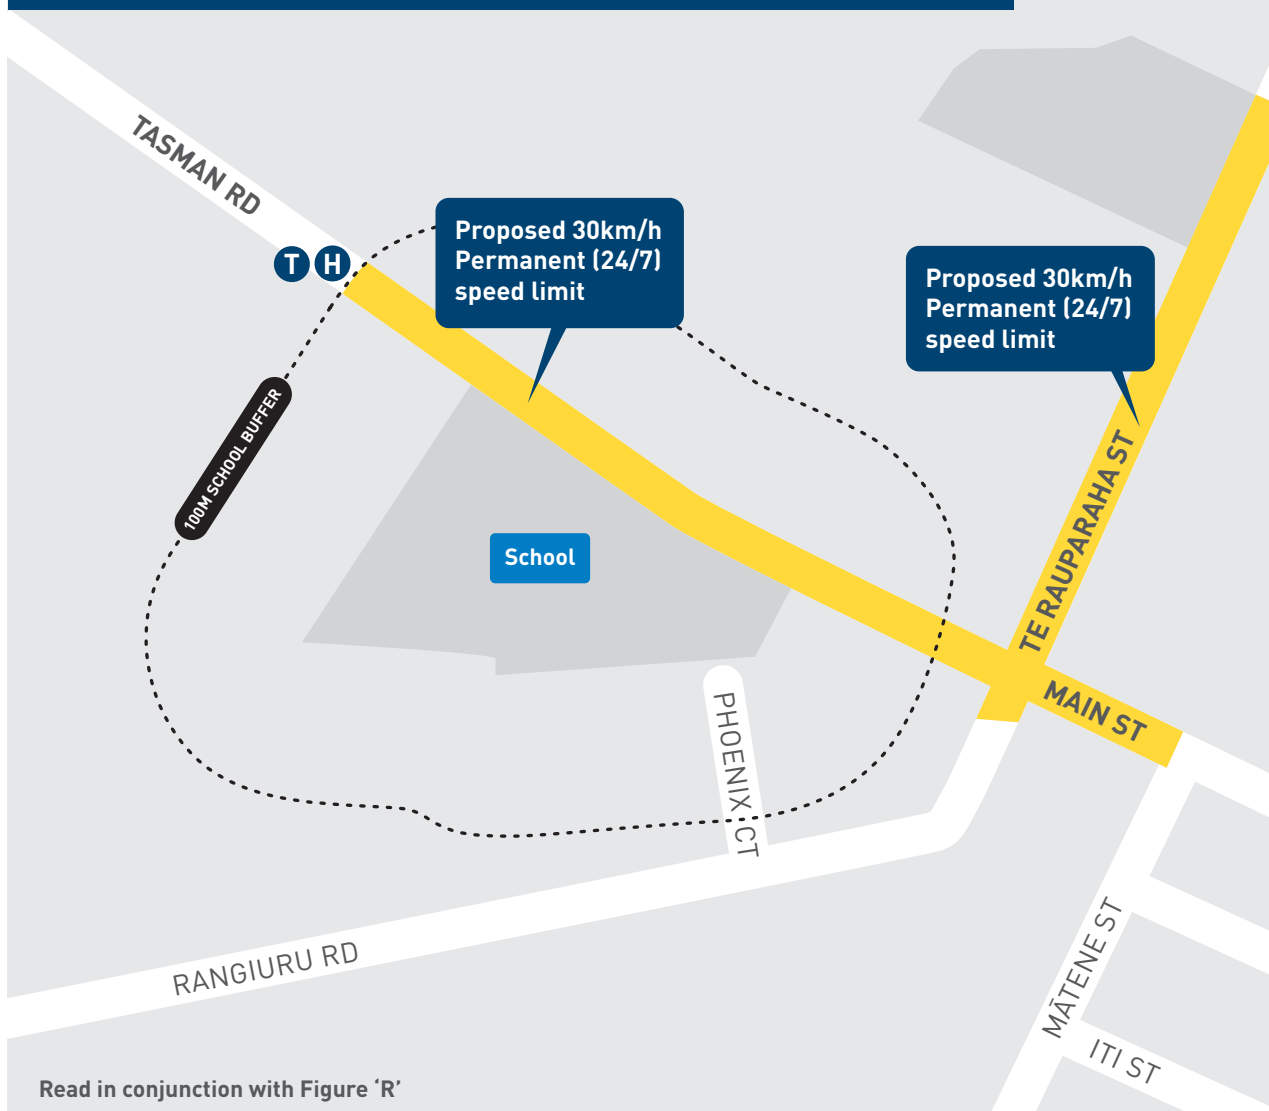 TASMAN RD
T
H
Proposed 30km/h
Permanent (24/7)
speed limit
Proposed 30km/h
Permanent (24/7)
speed limit
100M SCHOOL BUFFER
School
TE RAUPARAHA ST
MAIN ST
PHOENIX CT
RANGIURU RD
MĀTENE ST
ITI ST
Read in conjunction with Figure ‘R’